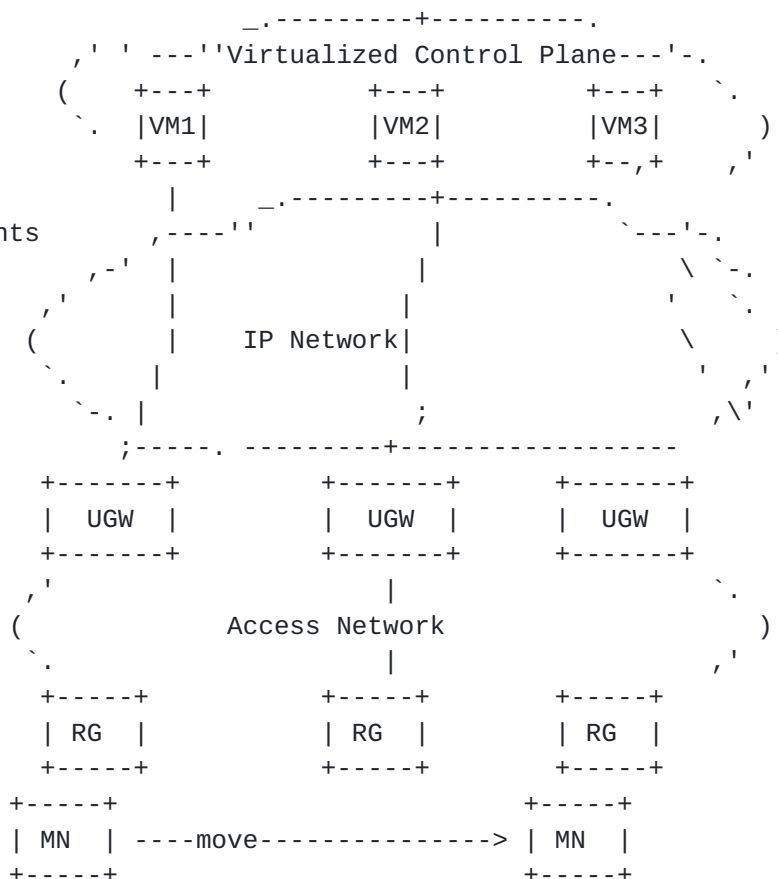 Virtualized Control Plane
VM1 VM2 VM3
nts
IP Network
UGW UGW UGW
Access Network
RG RG RG
MN ----move---------------> MN